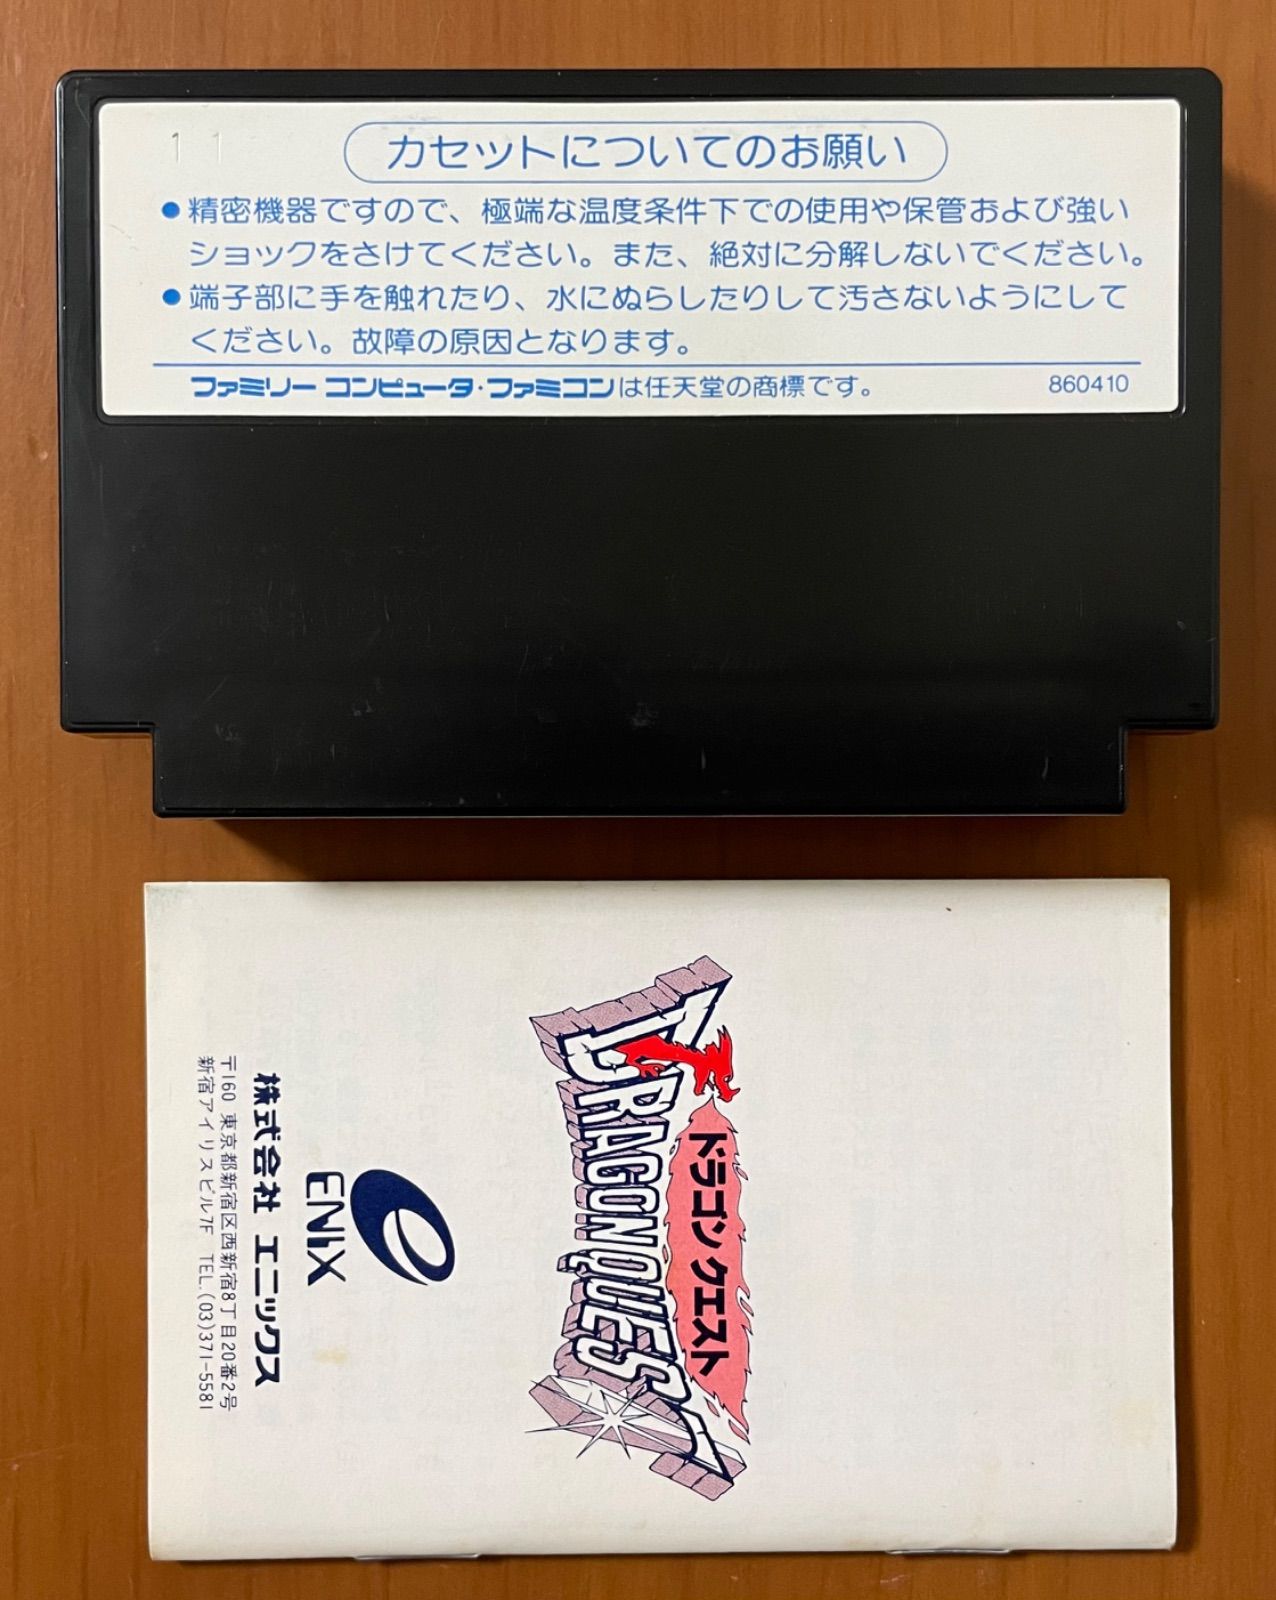 11
カセットについてのお願い
●精密機器ですので、極端な温度条件下での使用や保管および強い
ショックをさけてください。また、絶対に分解しないでください。
●端子部に手を触れたり、水にぬらしたりして汚さないようにして
ください。故障の原因となります。
ファミリーコンピュータ・ファミコンは任天堂の商標です。 860410
ドラゴンクエスト
DRAGON QUEST
ENIX
株式会社 エニックス
〒160 東京都新宿区西新宿8丁目20番2号
新宿アイリスビル7F TEL.(03)371-5581